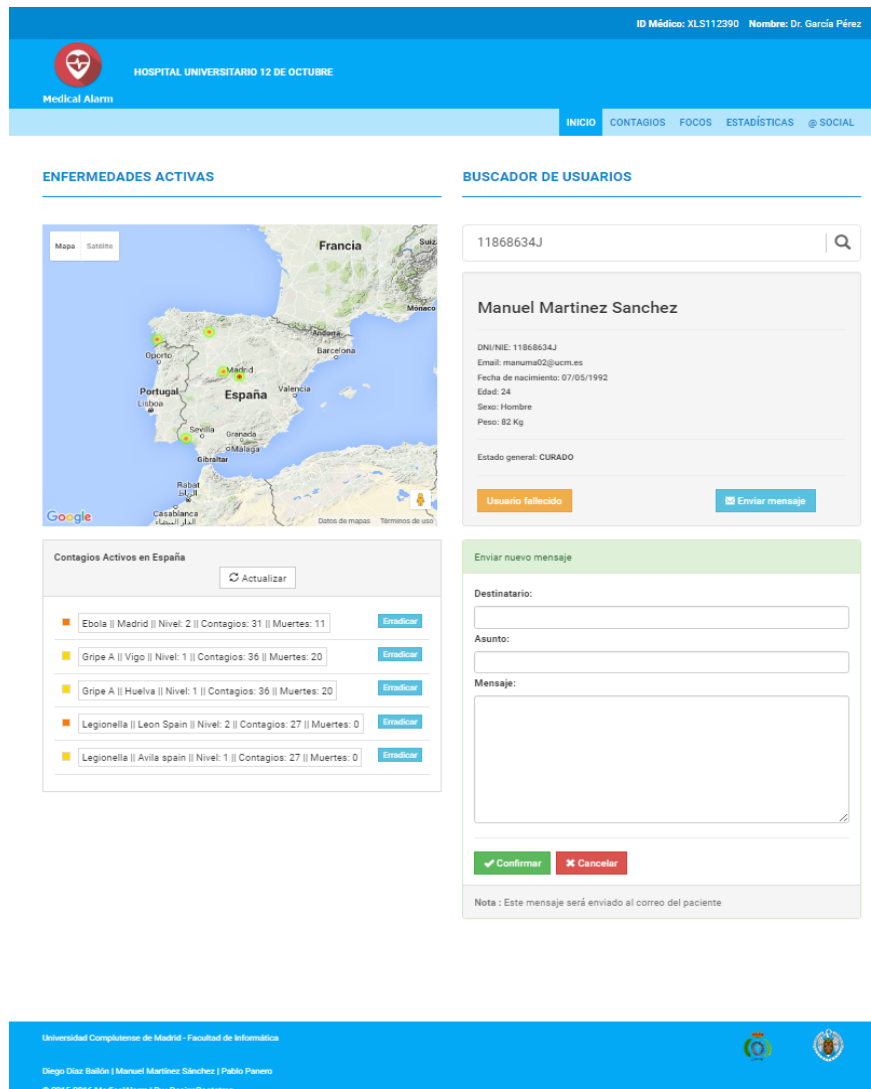 ID Médico: XLS112390 Nombre: Dr. García Pérez
HOSPITAL UNIVERSITARIO 12 DE OCTUBRE
Medical Alarm
INICIO CONTAGIOS FOCOS ESTADÍSTICAS @ SOCIAL
ENFERMEDADES ACTIVAS
Mapa Satélite
Francia
Suiz
Mónaco
Andorra
Barcelona
Oporto
Madrid
Portugal
España
Valencia
Lisboa
Sevilla
Granada
Málaga
Gibraltar
Rabat
الرباط
Casablanca
الدار البيضاء
Google
Datos de mapas Términos de uso
Contagios Activos en España
Actualizar
Ebola || Madrid || Nivel: 2 || Contagios: 31 || Muertes: 11 Erradicar
Gripe A || Vigo || Nivel: 1 || Contagios: 36 || Muertes: 20 Erradicar
Gripe A || Huelva || Nivel: 1 || Contagios: 36 || Muertes: 20 Erradicar
Legionella || Leon Spain || Nivel: 2 || Contagios: 27 || Muertes: 0 Erradicar
Legionella || Avila spain || Nivel: 1 || Contagios: 27 || Muertes: 0 Erradicar
BUSCADOR DE USUARIOS
11868634J
Manuel Martinez Sanchez
DNI/NIE: 11868634J
Email: manuma02@ucm.es
Fecha de nacimiento: 07/05/1992
Edad: 24
Sexo: Hombre
Peso: 82 Kg
Estado general: CURADO
Usuario fallecido Enviar mensaje
Enviar nuevo mensaje
Destinatario:
Asunto:
Mensaje:
Confirmar Cancelar
Nota : Este mensaje será enviado al correo del paciente
Universidad Complutense de Madrid - Facultad de Informática
Diego Díaz Bailón | Manuel Martínez Sánchez | Pablo Panero